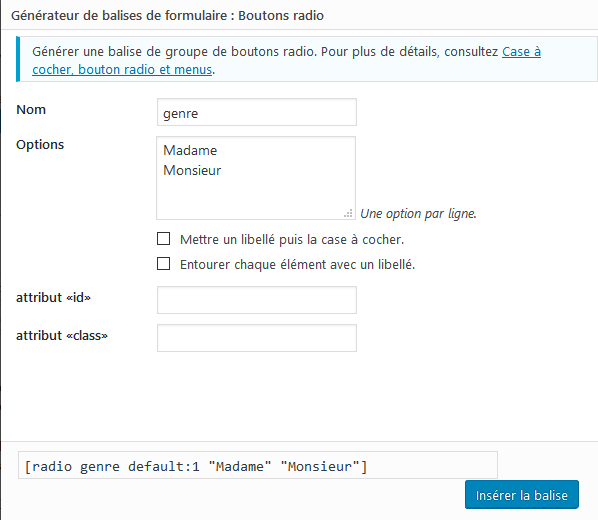 Générateur de balises de formulaire : Boutons radio
Générer une balise de groupe de boutons radio. Pour plus de détails, consultez Case à
cocher, bouton radio et menus.
Nom
genre
Options
Madame
Monsieur
Une option par ligne.
Mettre un libellé puis la case à cocher.
Entourer chaque élément avec un libellé.
attribut «id»
attribut «class»
[radio genre default:1 "Madame" "Monsieur"]
Insérer la balise